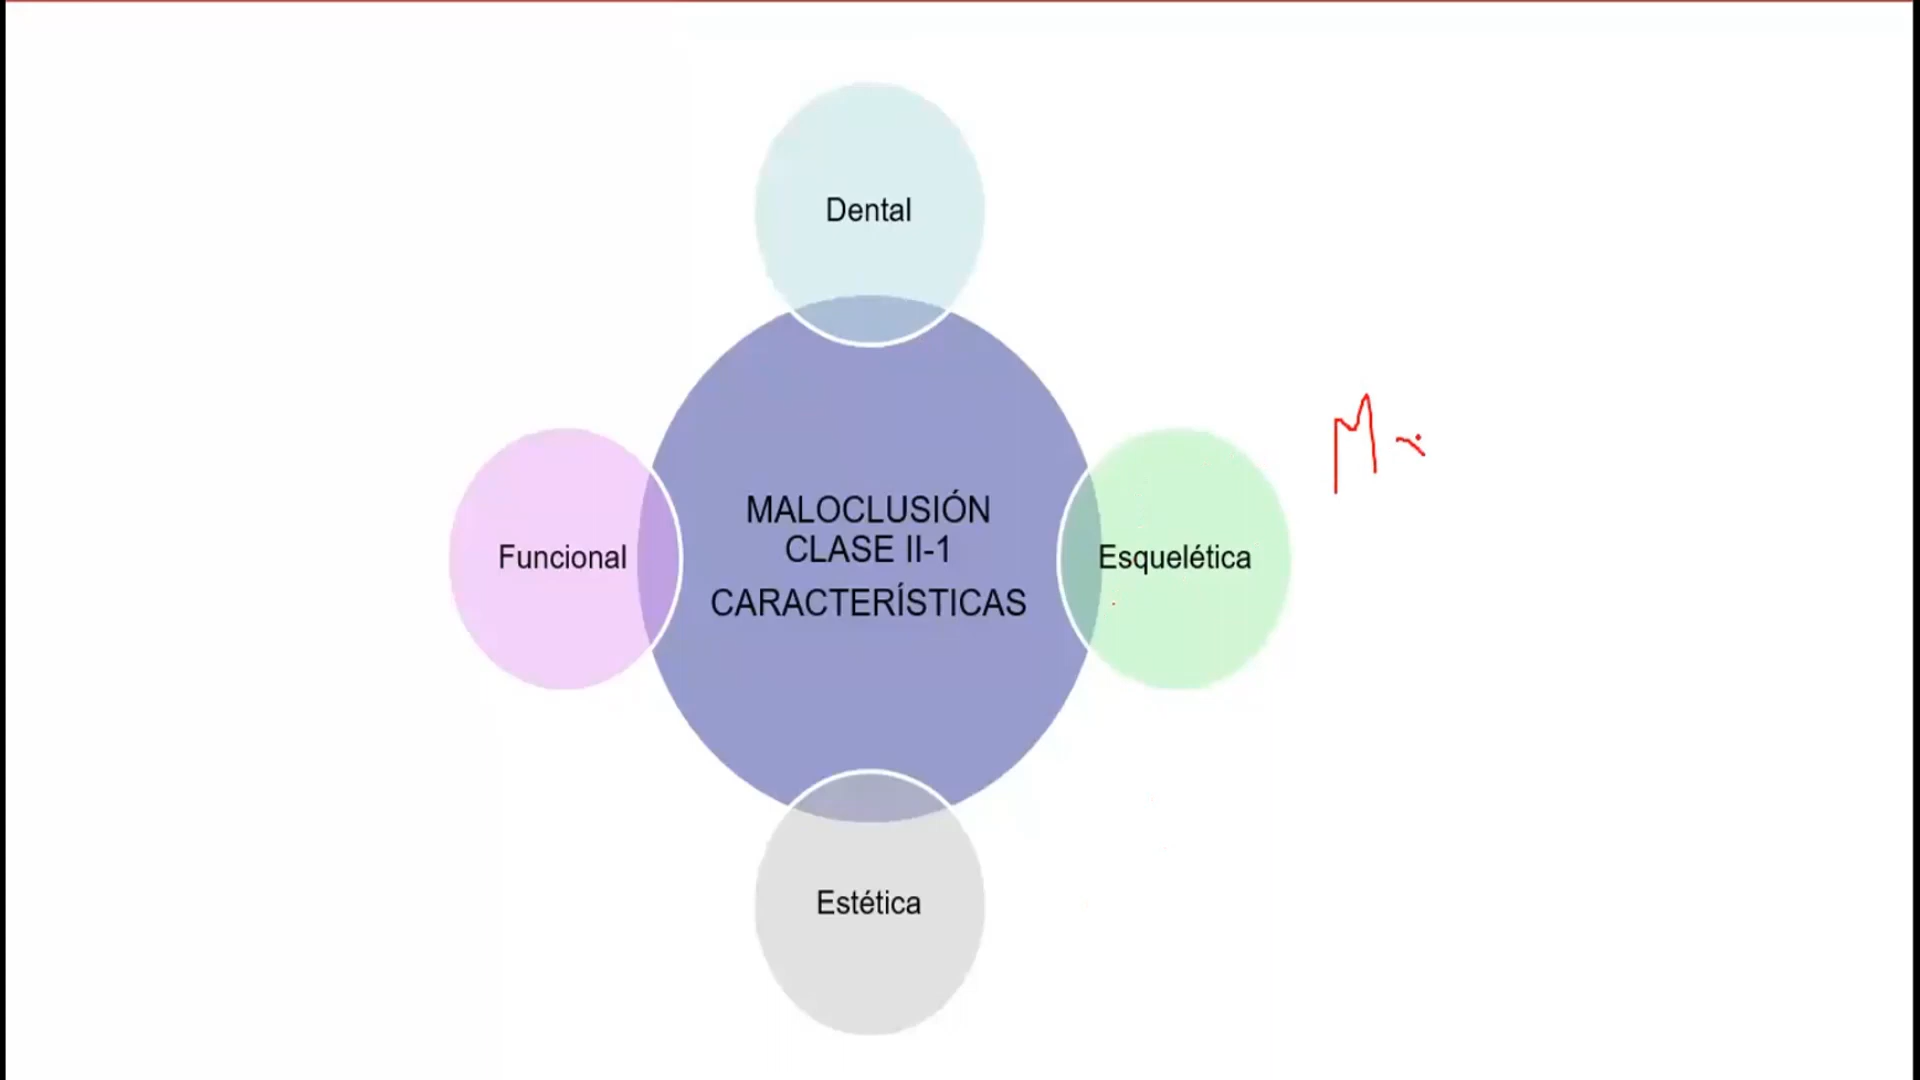 Dental
Funcional
MALOCLUSIÓN
CLASE II-1
CARACTERÍSTICAS
Esquelética
M
Estética